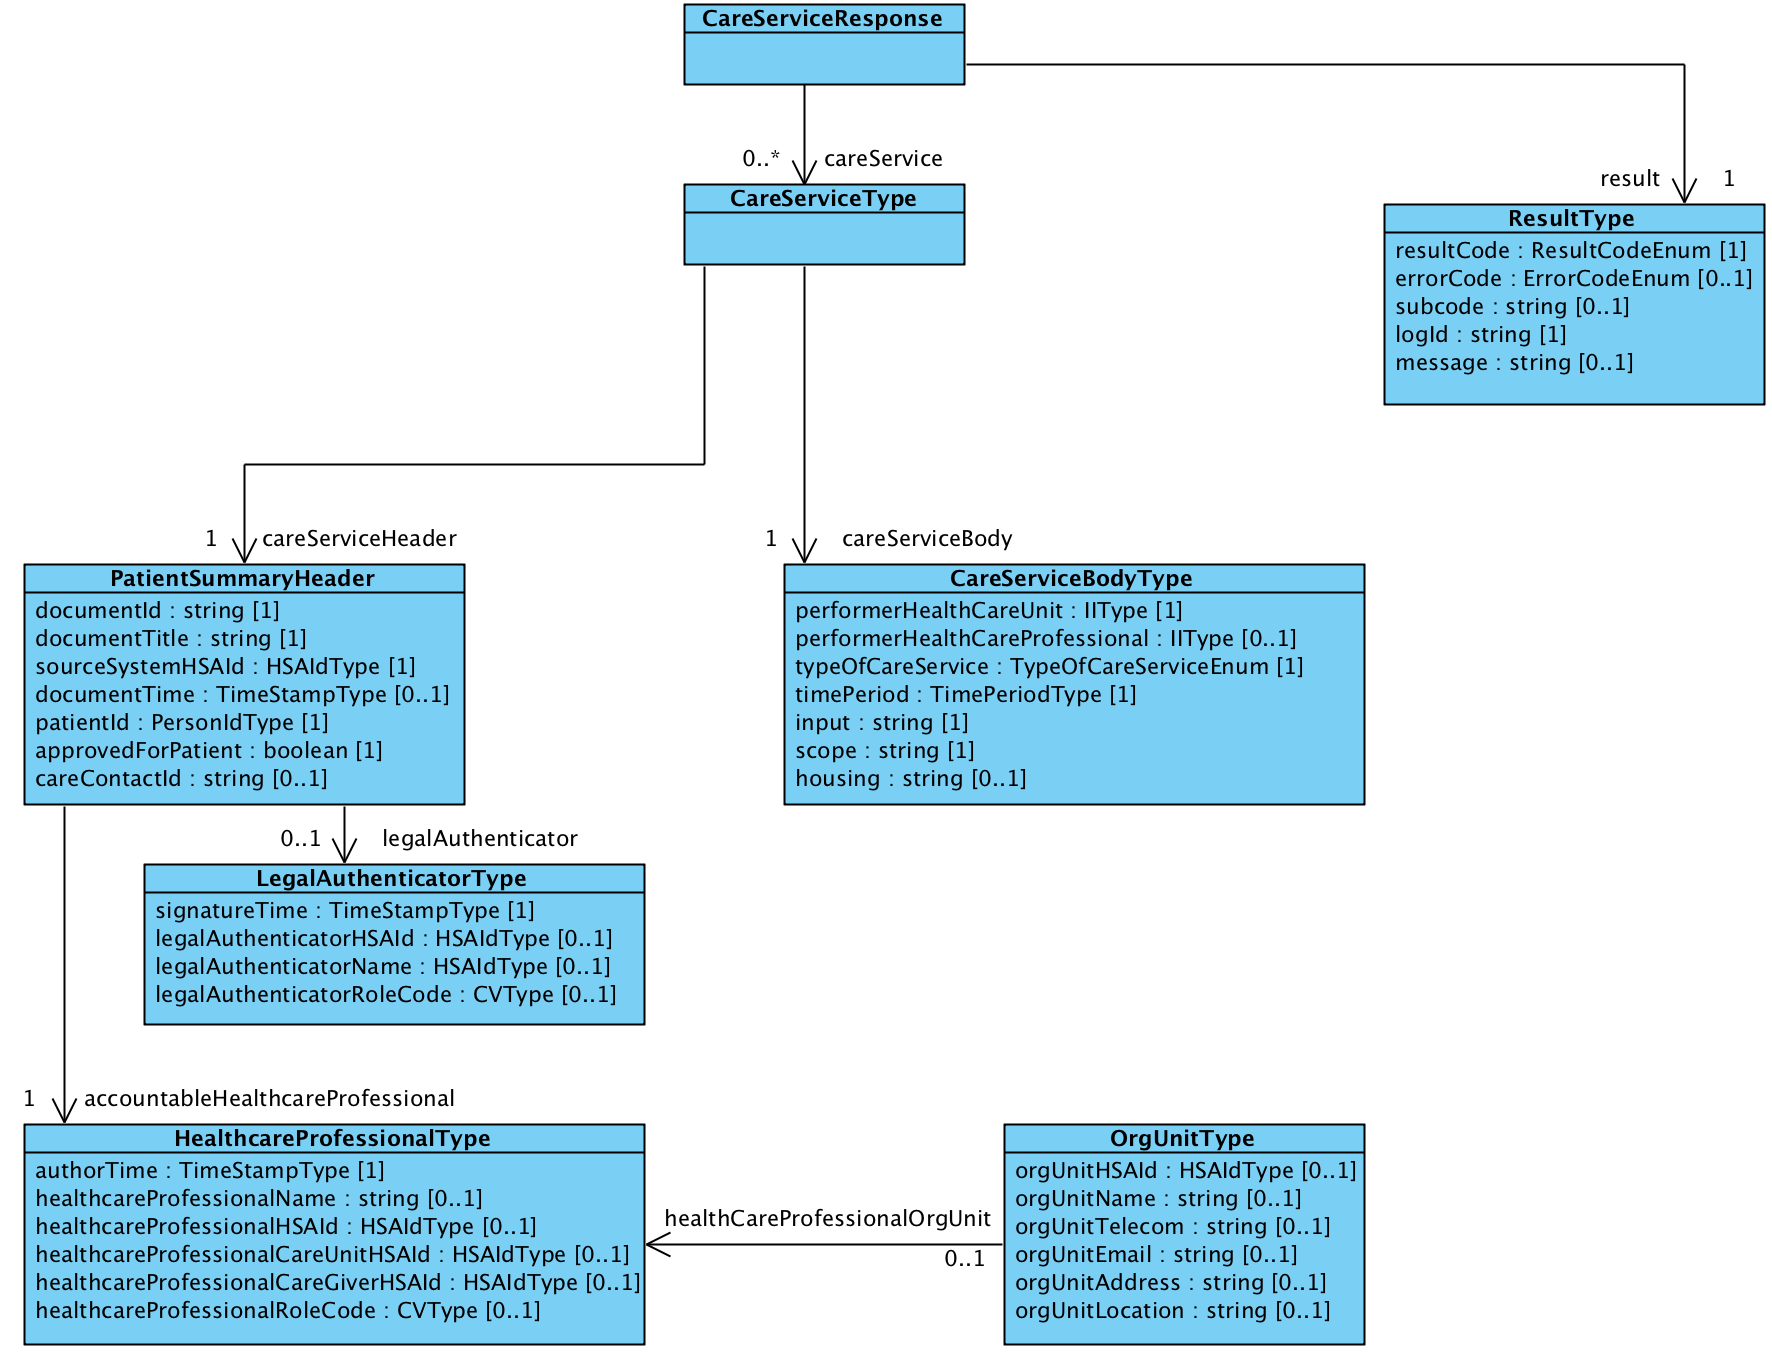 CareServiceResponse
0..*
careService
CareServiceType
result
1
ResultType
resultCode : ResultCodeEnum [1]
errorCode : ErrorCodeEnum [0..1]
subcode : string [0..1]
logId : string [1]
message : string [0..1]
1
careServiceHeader
1
careServiceBody
PatientSummaryHeader
documentId : string [1]
documentTitle : string [1]
sourceSystemHSAId : HSAIdType [1]
documentTime : TimeStampType [0..1]
patientId : PersonIdType [1]
approvedForPatient : boolean [1]
careContactId : string [0..1]
CareServiceBodyType
performerHealthCareUnit : IIType [1]
performerHealthCareProfessional : IIType [0..1]
typeOfCareService : TypeOfCareServiceEnum [1]
timePeriod : TimePeriodType [1]
input : string [1]
scope : string [1]
housing : string [0..1]
0..1
legalAuthenticator
LegalAuthenticatorType
signatureTime : TimeStampType [1]
legalAuthenticatorHSAId : HSAIdType [0..1]
legalAuthenticatorName : HSAIdType [0..1]
legalAuthenticatorRoleCode : CVType [0..1]
1
accountableHealthcareProfessional
HealthcareProfessionalType
authorTime : TimeStampType [1]
healthcareProfessionalName : string [0..1]
healthcareProfessionalHSAId : HSAIdType [0..1]
healthcareProfessionalCareUnitHSAId : HSAIdType [0..1]
healthcareProfessionalCareGiverHSAId : HSAIdType [0..1]
healthcareProfessionalRoleCode : CVType [0..1]
healthCareProfessionalOrgUnit
0..1
OrgUnitType
orgUnitHSAId : HSAIdType [0..1]
orgUnitName : string [0..1]
orgUnitTelecom : string [0..1]
orgUnitEmail : string [0..1]
orgUnitAddress : string [0..1]
orgUnitLocation : string [0..1]